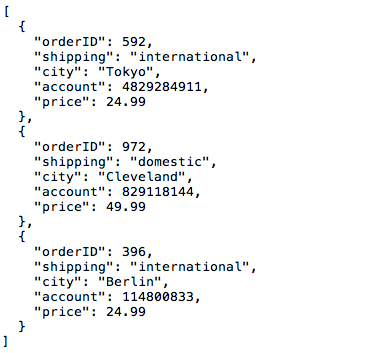 [
  {
    "orderID": 592,
    "shipping": "international",
    "city": "Tokyo",
    "account": 4829284911,
    "price": 24.99
  },
  {
    "orderID": 972,
    "shipping": "domestic",
    "city": "Cleveland",
    "account": 829118144,
    "price": 49.99
  },
  {
    "orderID": 396,
    "shipping": "international",
    "city": "Berlin",
    "account": 114800833,
    "price": 24.99
  }
]